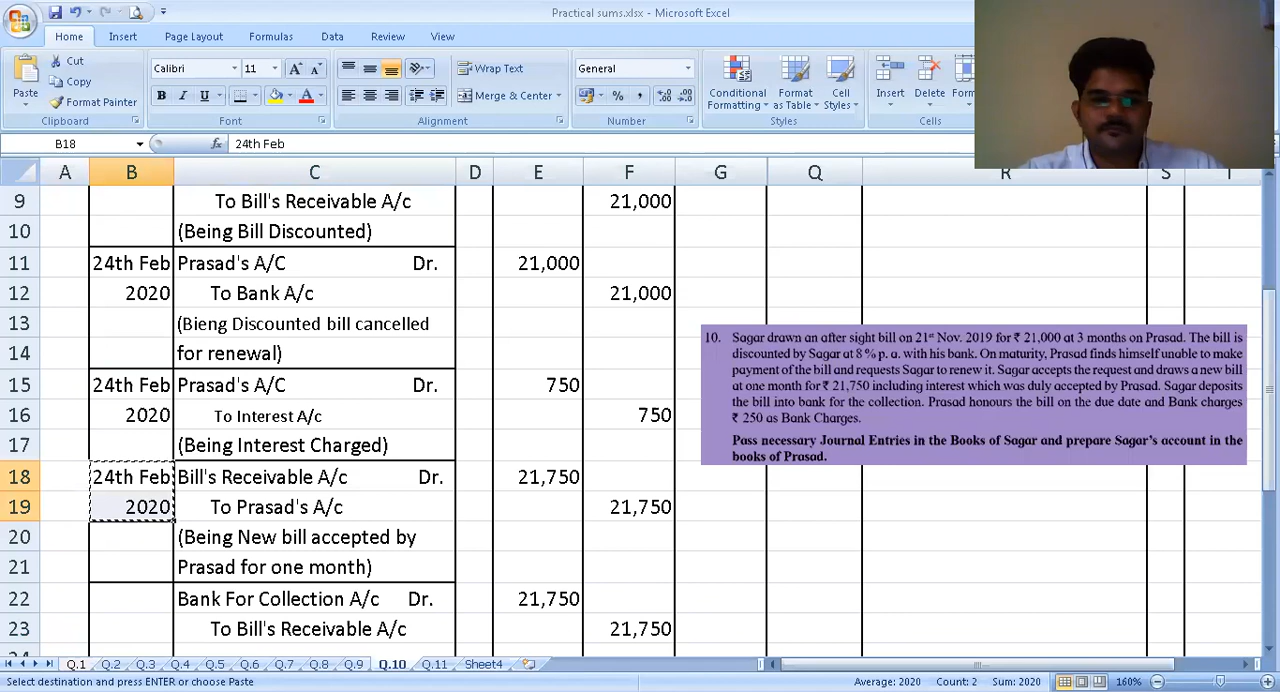 Practical sums.xlsx - Microsoft Excel
Home Insert Page Layout Formulas Data Review View
Paste Cut Copy Format Painter Clipboard
Calibri 11 A A B I U A Font
Wrap Text Merge & Center Alignment
General % , .0 .00 .00 .0 Number
Conditional Formatting Format as Table Cell Styles Styles
Insert Delete Form Cells
B18 fx 24th Feb
A B C D E F G Q R S T
9 To Bill's Receivable A/c 21,000
10 (Being Bill Discounted)
11 24th Feb Prasad's A/C Dr. 21,000
12 2020 To Bank A/c 21,000
13 (Bieng Discounted bill cancelled
14 for renewal)
15 24th Feb Prasad's A/C Dr. 750
16 2020 To Interest A/c 750
17 (Being Interest Charged)
18 24th Feb Bill's Receivable A/c Dr. 21,750
19 2020 To Prasad's A/c 21,750
20 (Being New bill accepted by
21 Prasad for one month)
22 Bank For Collection A/c Dr. 21,750
23 To Bill's Receivable A/c 21,750
10. Sagar drawn an after sight bill on 21st Nov. 2019 for ₹ 21,000 at 3 months on Prasad. The bill is
discounted by Sagar at 8 % p. a. with his bank. On maturity, Prasad finds himself unable to make
payment of the bill and requests Sagar to renew it. Sagar accepts the request and draws a new bill
at one month for ₹ 21,750 including interest which was duly accepted by Prasad. Sagar deposits
the bill into bank for the collection. Prasad honours the bill on the due date and Bank charges
₹ 250 as Bank Charges.
Pass necessary Journal Entries in the Books of Sagar and prepare Sagar's account in the
books of Prasad.
Q.1 Q.2 Q.3 Q.4 Q.5 Q.6 Q.7 Q.8 Q.9 Q.10 Q.11 Sheet4
Select destination and press ENTER or choose Paste Average: 2020 Count: 2 Sum: 2020 160%